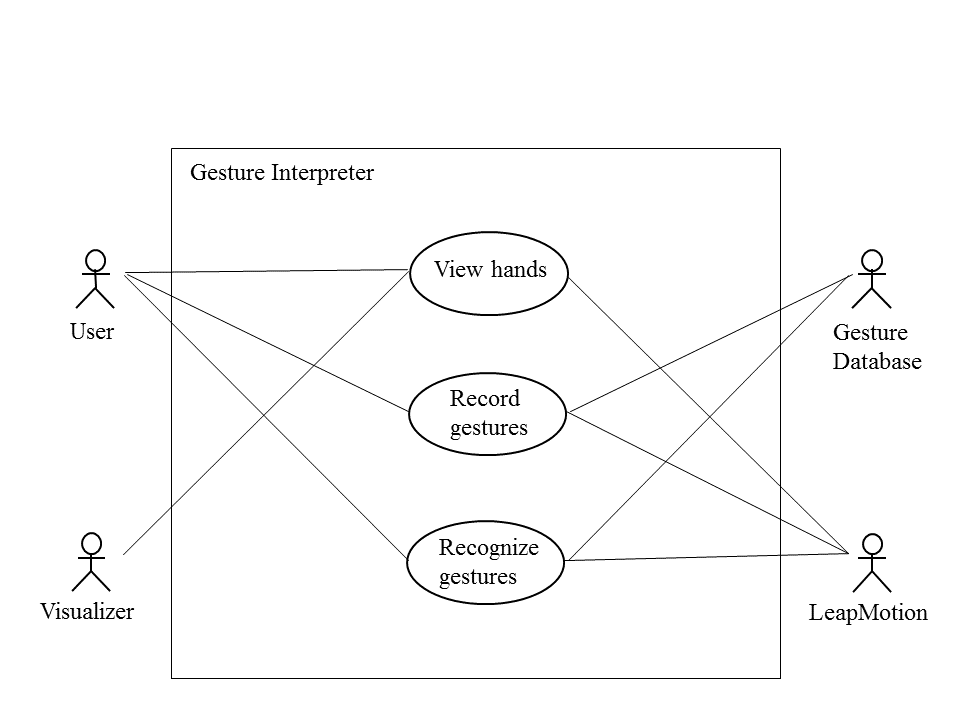 Gesture Interpreter
View hands
User
Gesture
Database
Record
gestures
Recognize
gestures
Visualizer
LeapMotion